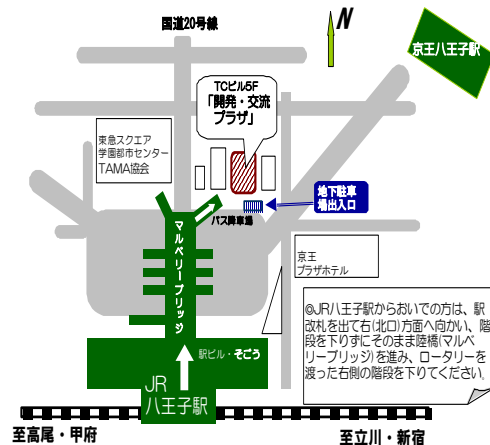 国道20号線
N
京王八王子駅
TCビル5F
「開発・交流
プラザ」
東急スクエア
学園都市センター
TAMA協会
地下駐車
場出入口
バス降車場
マルベリーブリッジ
京王
プラザホテル
◎JR八王子駅からおいでの方は、駅
改札を出て右(北口)方面へ向かい、階
段を下りずにそのまま陸橋(マルベ
リーブリッジ)を進み、ロータリーを
渡った右側の階段を下りてください。
駅ビル・そごう
JR
八王子駅
至高尾・甲府
至立川・新宿